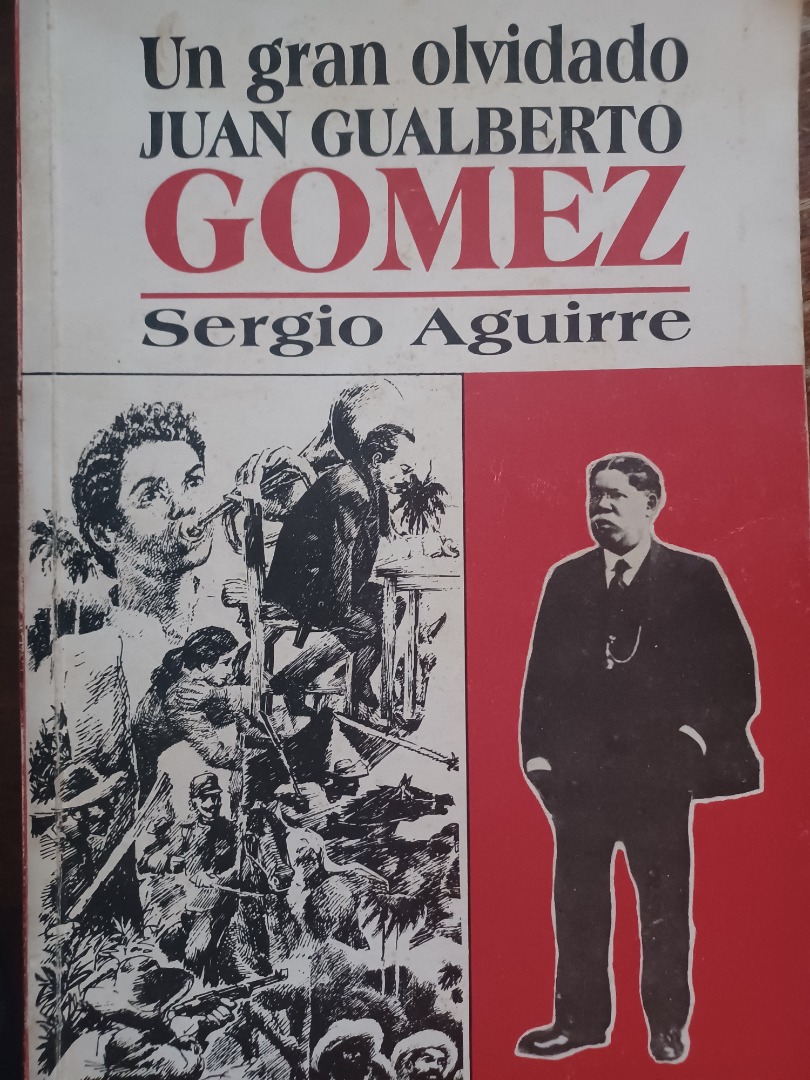 Un gran olvidado
JUAN GUALBERTO
GOMEZ
Sergio Aguirre